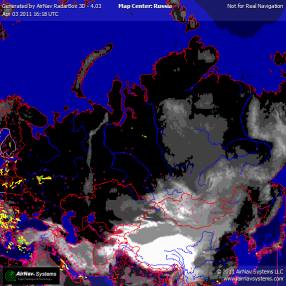 Generated by AirNav RadarBox 3D - 4.03
Map Center: Russia
Not for Real Navigation
Apr 03 2011 16:18 UTC
AirNav Systems
© 2011 AirNav Systems LLC
www.airnavsystems.com